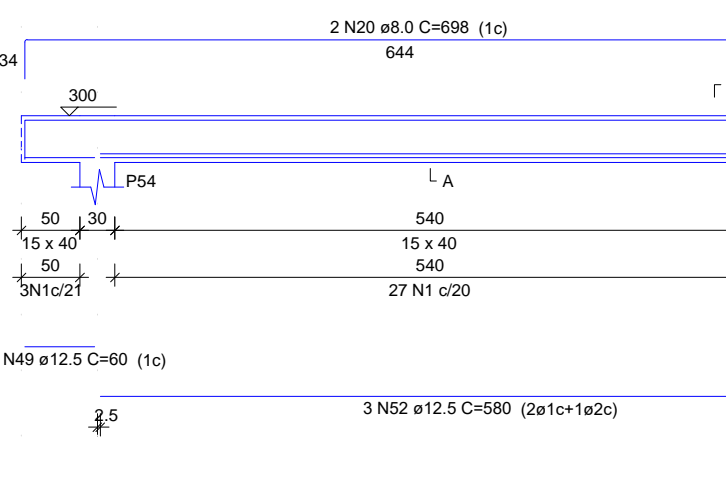 2 N20 ø8.0 C=698 (1c)
34
644
300
P54
A
50 30 540
15 x 40 15 x 40
50 540
3N1c/21 27 N1 c/20
N49 ø12.5 C=60 (1c)
3 N52 ø12.5 C=580 (2ø1c+1ø2c)
2.5